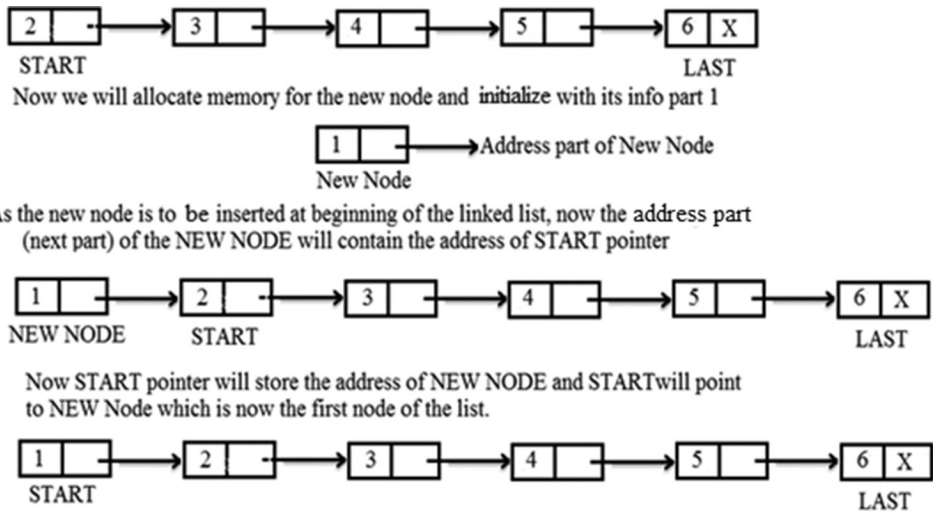 2 3 4 5 6 X
START LAST
Now we will allocate memory for the new node and initialize with its info part 1
1 Address part of New Node
New Node
s the new node is to be inserted at beginning of the linked list, now the address part
(next part) of the NEW NODE will contain the address of START pointer
1 2 3 4 5 6 X
NEW NODE START LAST
Now START pointer will store the address of NEW NODE and STARTwill point
to NEW Node which is now the first node of the list.
1 2 3 4 5 6 X
START LAST